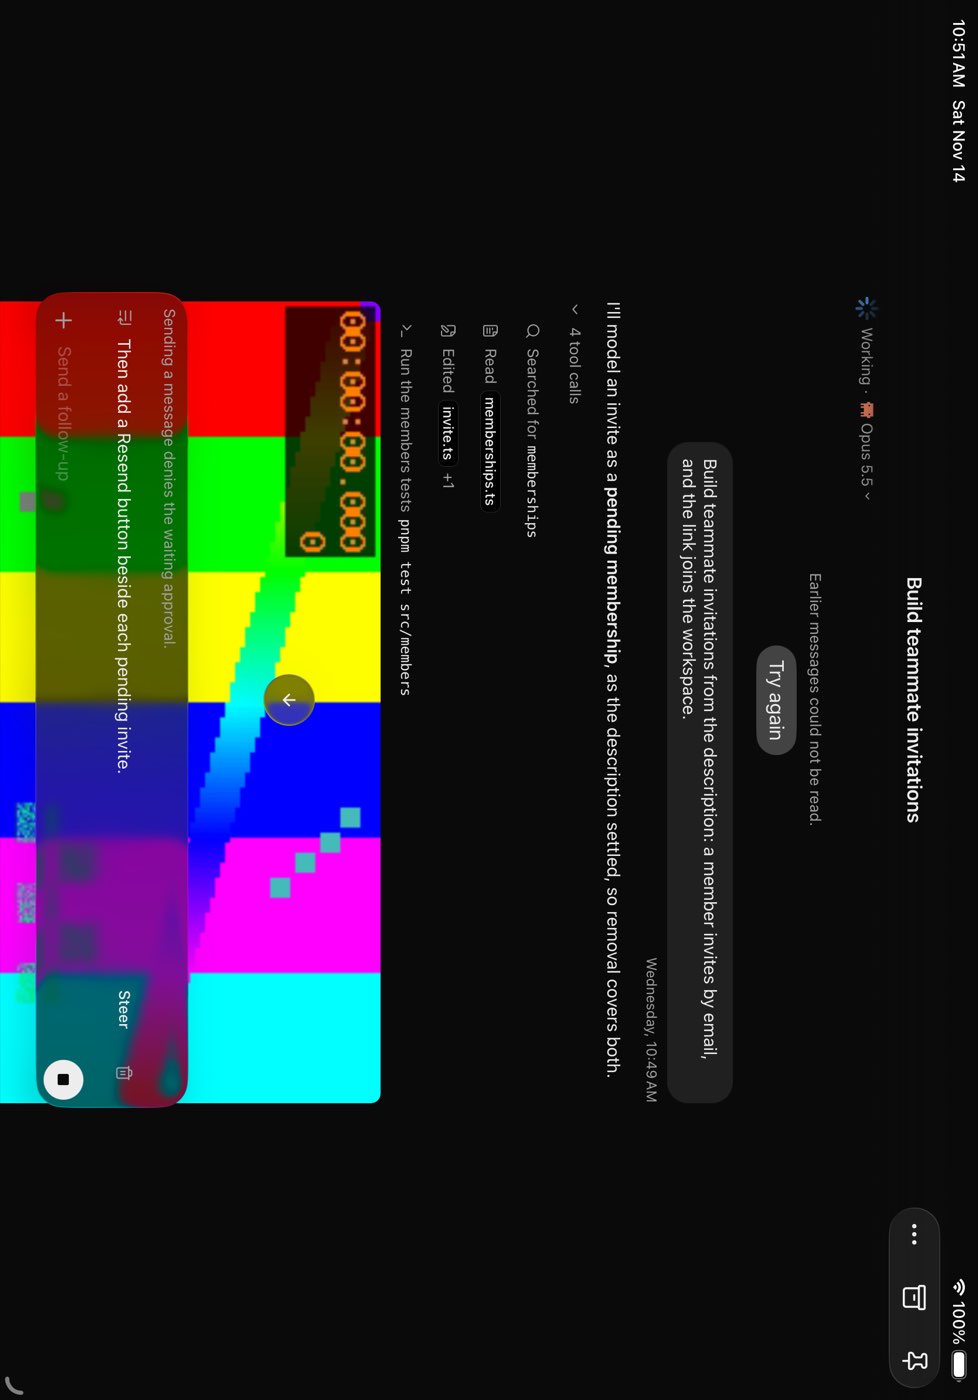 10:51 AM Sat Nov 14
100%
Build teammate invitations
Working · Opus 5.5
Earlier messages could not be read.
Try again
Build teammate invitations from the description: a member invites by email,
and the link joins the workspace.
Wednesday, 10:49 AM
I'll model an invite as a pending membership, as the description settled, so removal covers both.
4 tool calls
Searched for memberships
Read memberships.ts
Edited invite.ts +1
Run the members tests pnpm test src/members
00:00:00.000
0
Sending a message denies the waiting approval.
Then add a Resend button beside each pending invite.
Steer
Send a follow-up